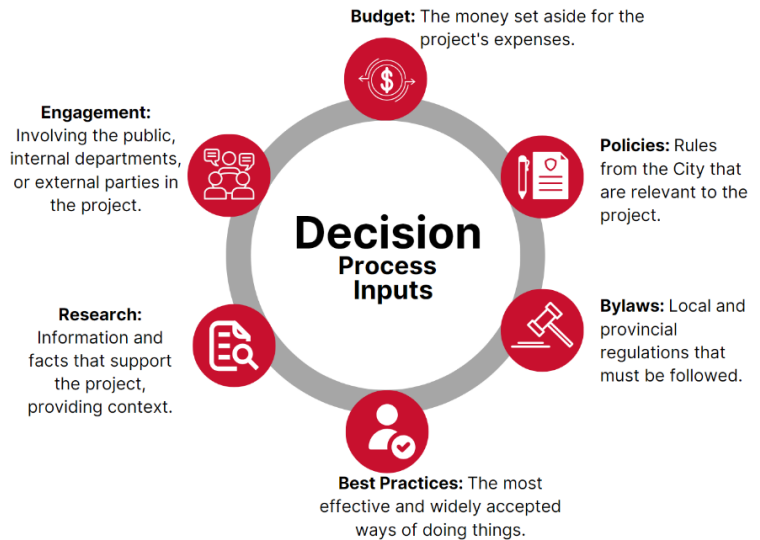 Budget: The money set aside for the
project's expenses.
Policies: Rules
from the City that
are relevant to the
project.
Bylaws: Local and
provincial
regulations that
must be followed.
Best Practices: The most
effective and widely accepted
ways of doing things.
Research:
Information and
facts that support
the project,
providing context.
Engagement:
Involving the public,
internal departments,
or external parties in
the project.
Decision
Process
Inputs